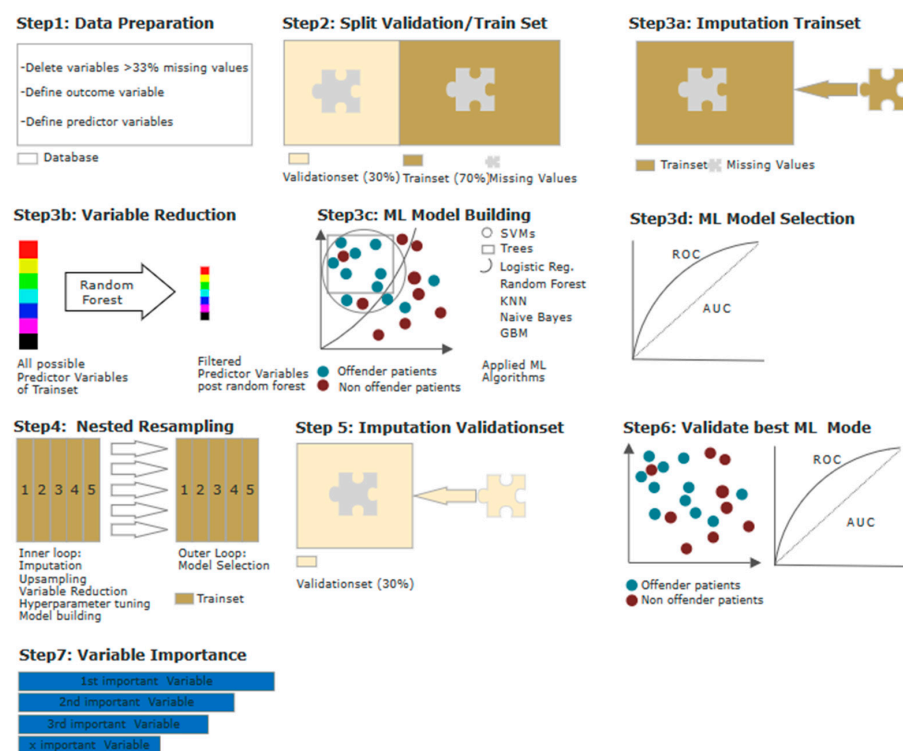 Step1: Data Preparation
-Delete variables >33% missing values
-Define outcome variable
-Define predictor variables
Database
Step2: Split Validation/Train Set
Validationset (30%)
Trainset (70%)
Missing Values
Step3a: Imputation Trainset
Trainset
Missing Values
Step3b: Variable Reduction
Random
Forest
All possible
Predictor Variables
of Trainset
Filtered
Predictor Variables
post random forest
Step3c: ML Model Building
SVMs
Trees
Logistic Reg.
Random Forest
KNN
Naive Bayes
GBM
Applied ML
Algorithms
Offender patients
Non offender patients
Step3d: ML Model Selection
ROC
AUC
Step4: Nested Resampling
1 2 3 4 5
1 2 3 4 5
Inner loop:
Imputation
Upsampling
Variable Reduction
Hyperparameter tuning
Model building
Outer Loop:
Model Selection
Trainset
Step 5: Imputation Validationset
Validationset (30%)
Step6: Validate best ML Mode
ROC
AUC
Offender patients
Non offender patients
Step7: Variable Importance
1st important Variable
2nd important Variable
3rd important Variable
x important Variable